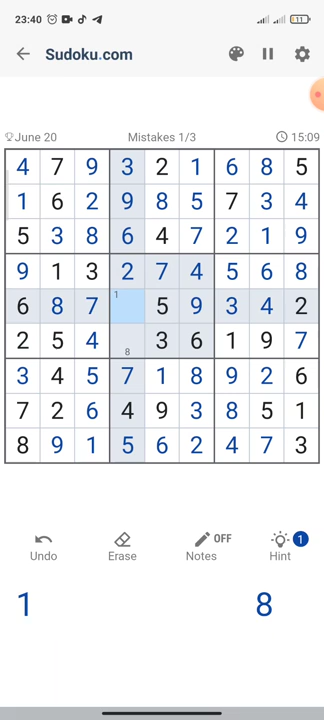 23:40 11
Sudoku.com
June 20 Mistakes 1/3 15:09
4 7 9 3 2 1 6 8 5
1 6 2 9 8 5 7 3 4
5 3 8 6 4 7 2 1 9
9 1 3 2 7 4 5 6 8
6 8 7 1 5 9 3 4 2
2 5 4 8 3 6 1 9 7
3 4 5 7 1 8 9 2 6
7 2 6 4 9 3 8 5 1
8 9 1 5 6 2 4 7 3
OFF 1
Undo Erase Notes Hint
1 8